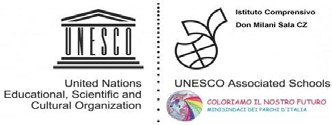 UNESCO
United Nations
Educational, Scientific and
Cultural Organization
Istituto Comprensivo
Don Milani Sala CZ
UNESCO Associated Schools
COLORIAMO IL NOSTRO FUTURO
MINISINDACI DEI PARCHI D'ITALIA